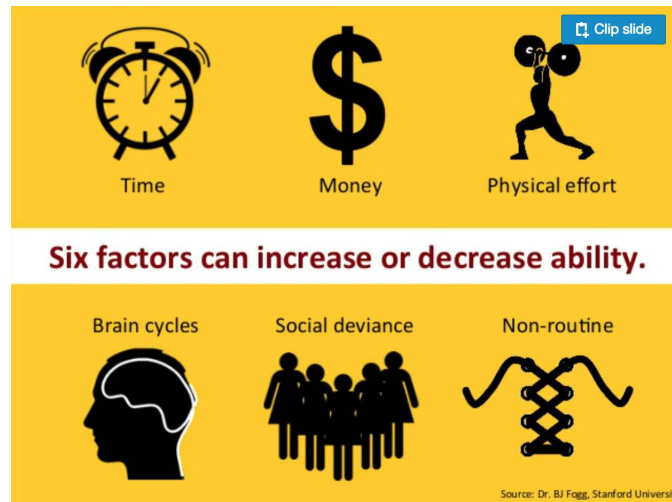 Clip slide
$
Time
Money
Physical effort
Six factors can increase or decrease ability.
Brain cycles
Social deviance
Non-routine
Source: Dr. BJ Fogg, Stanford Universi